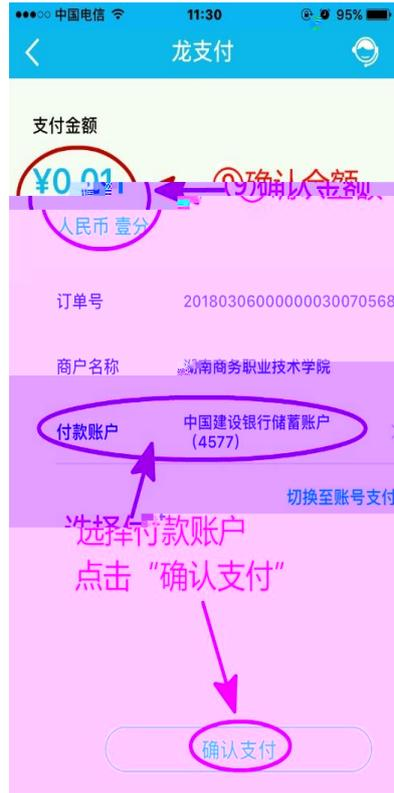 中国电信 11:30 95%
龙支付
支付金额
¥0.01
(9)确认金额、
人民币 壹分
订单号 20180306000000030070568
商户名称 湖南商务职业技术学院
付款账户 中国建设银行储蓄账户
(4577)
切换至账号支付
选择付款账户
点击“确认支付”
确认支付